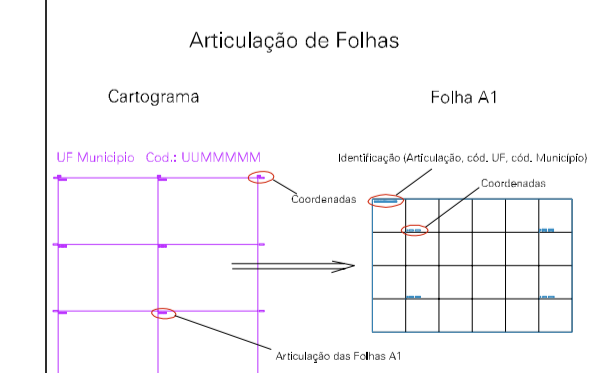 Articulação de Folhas
Cartograma
Folha A1
UF Municipio Cod.: UUMMMMM
Identificação (Articulação, cód. UF, cód. Município)
Coordenadas
Coordenadas
Articulação das Folhas A1